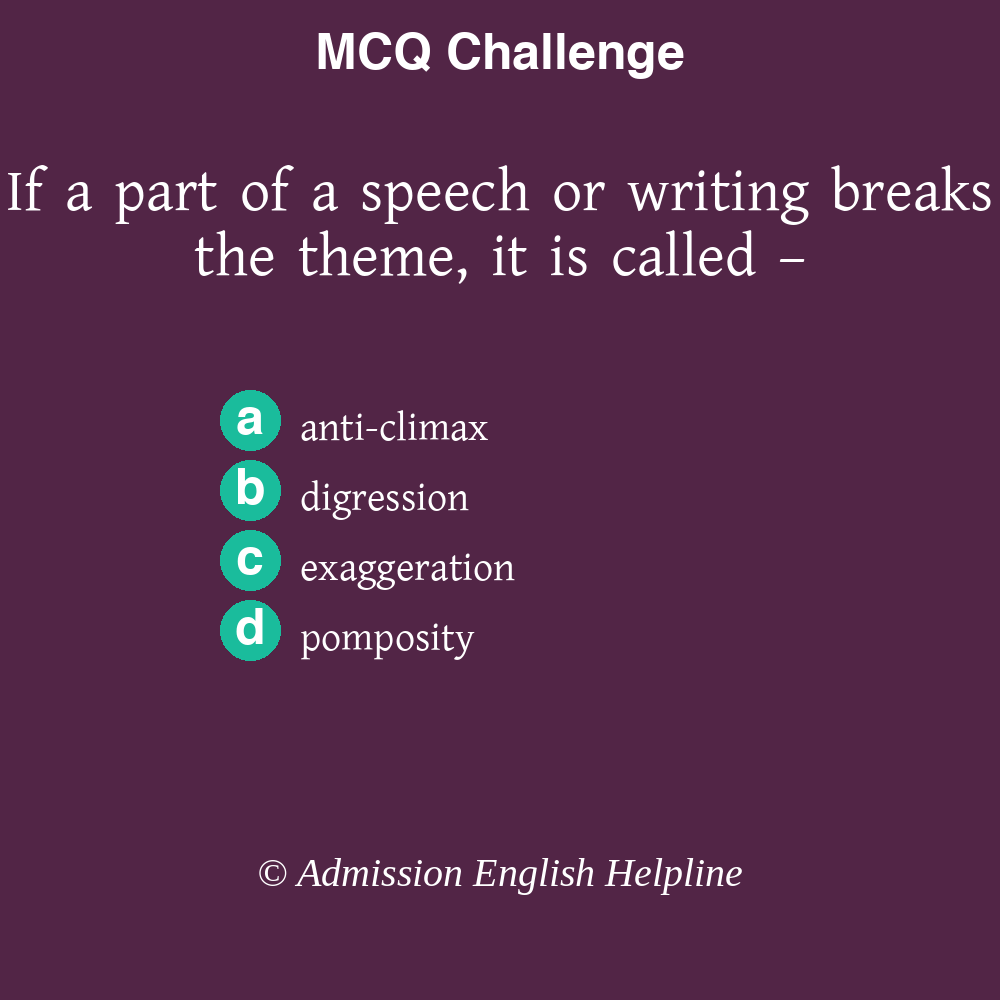 MCQ Challenge
If a part of a speech or writing breaks
the theme, it is called –
a anti-climax
b digression
c exaggeration
d pomposity
© Admission English Helpline